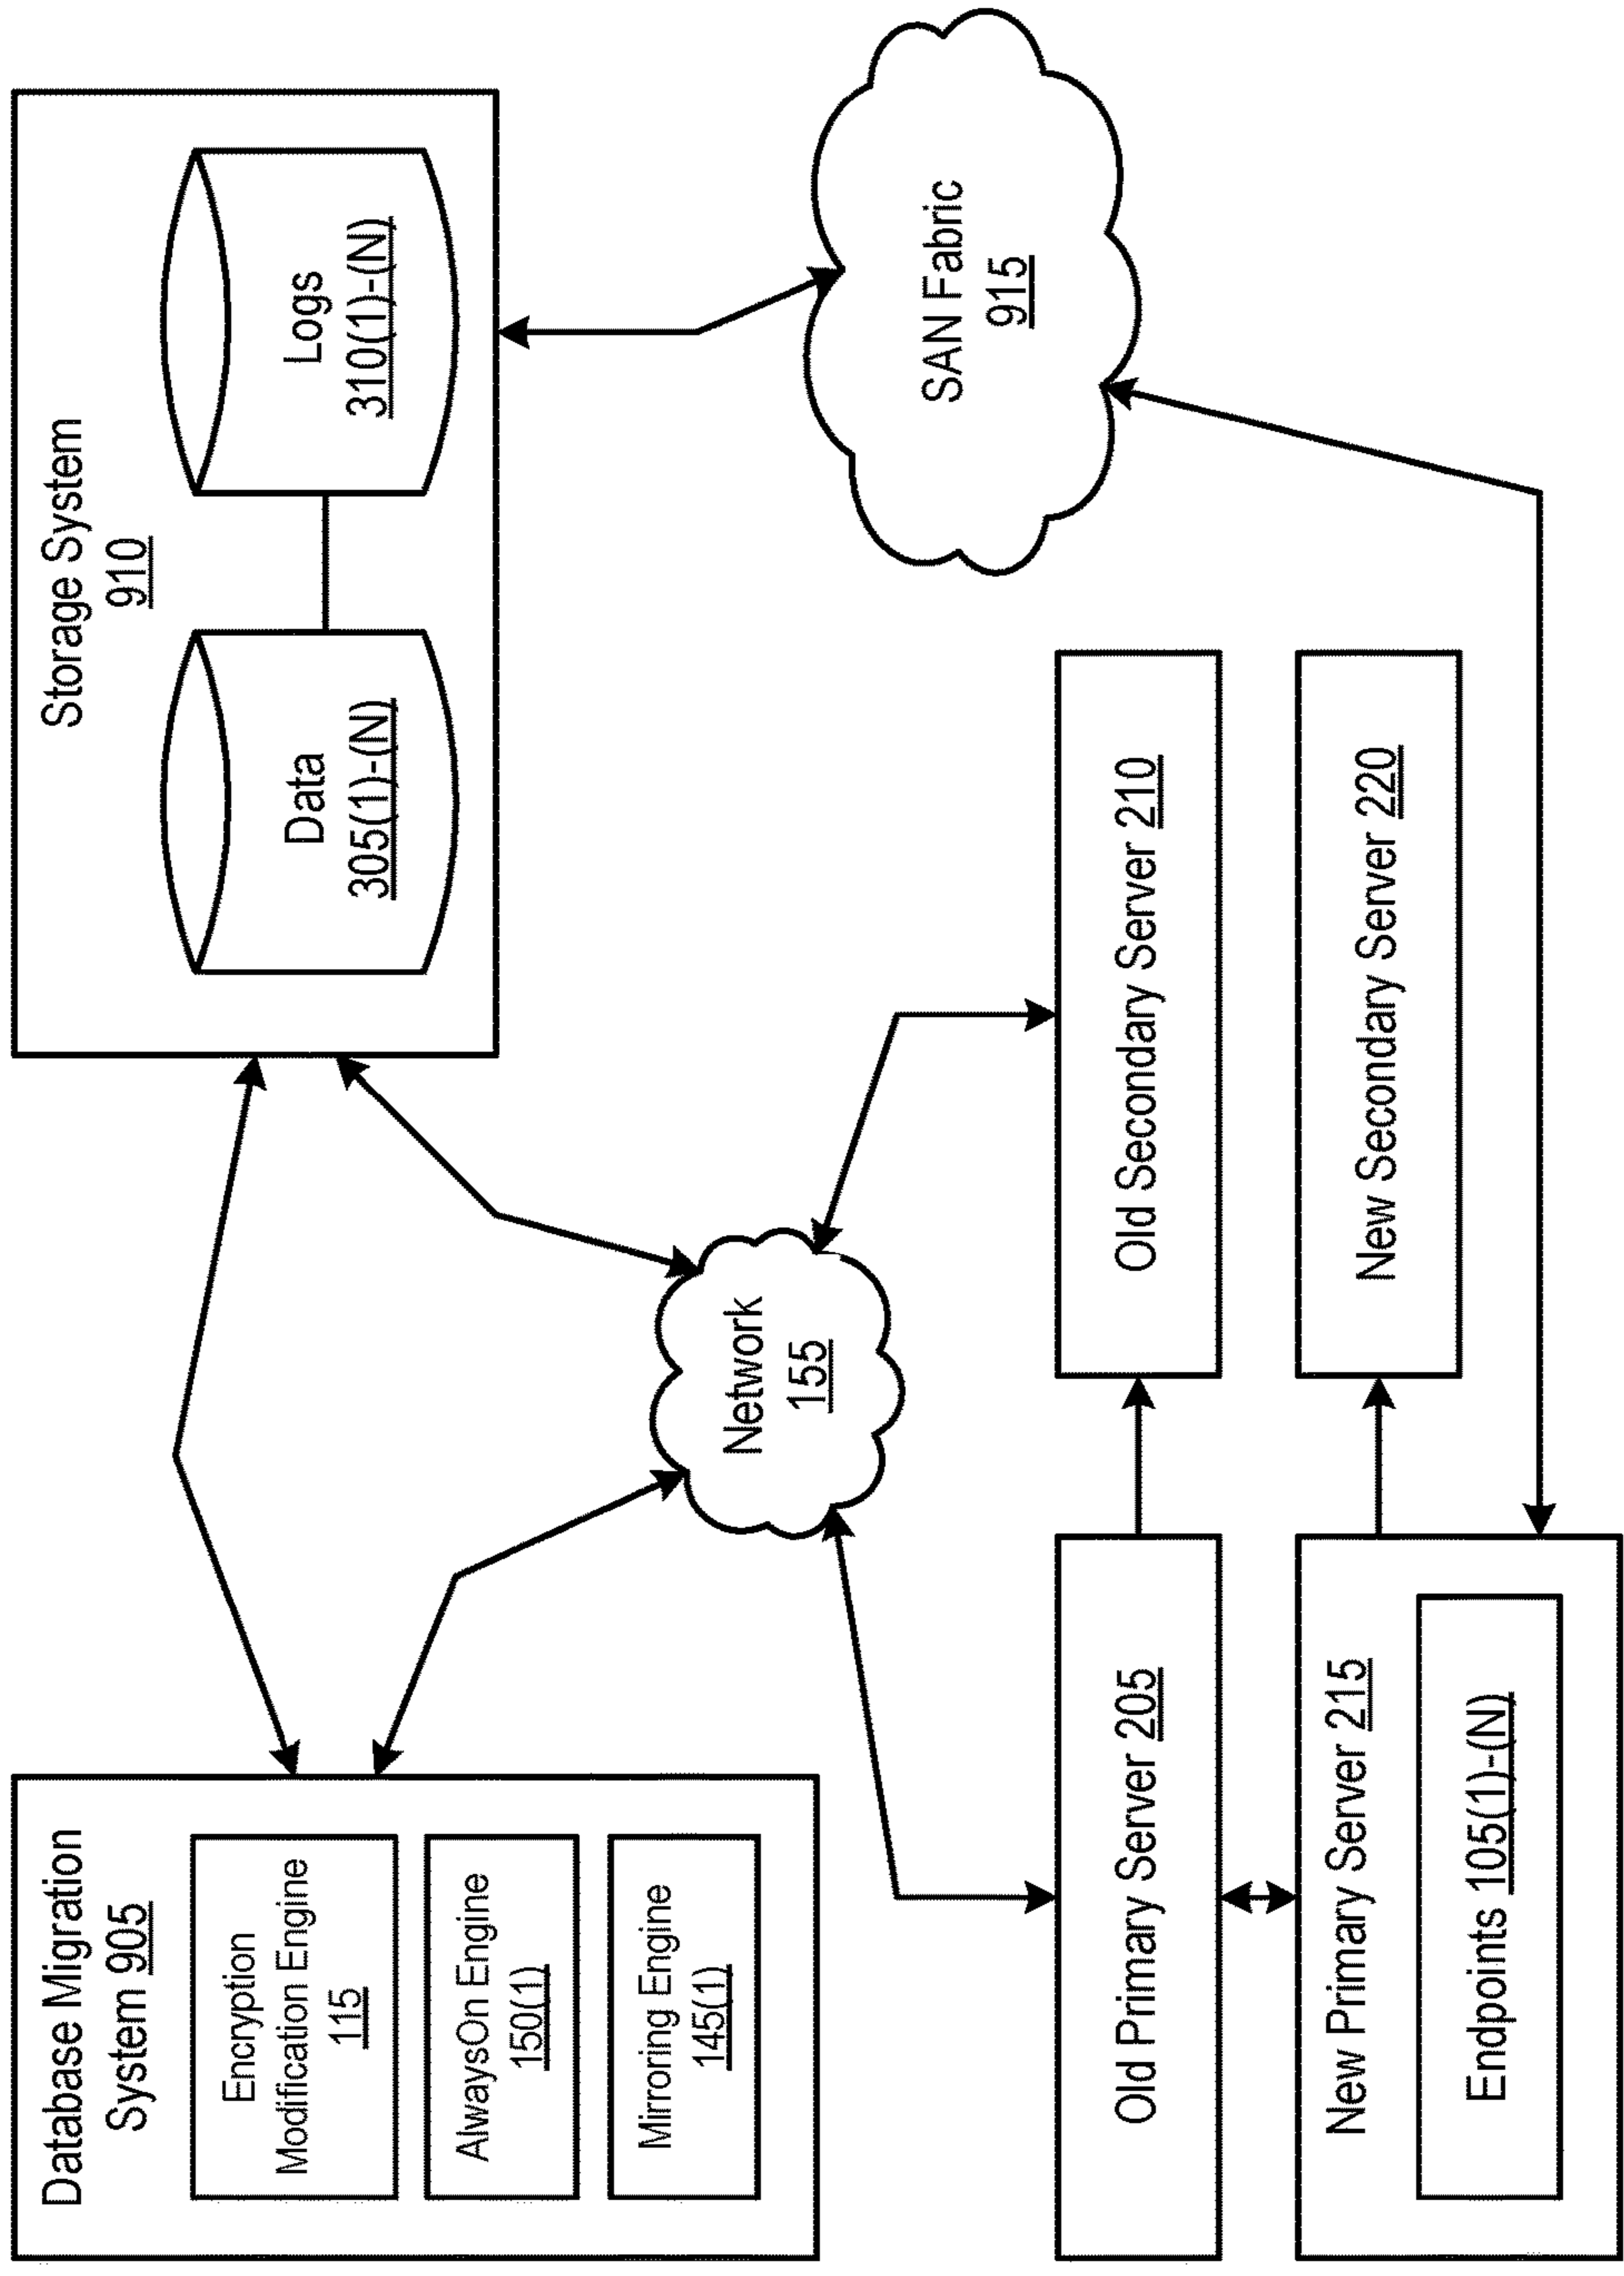 Database Migration
System 905
Encryption
Modification Engine
115
AlwaysOn Engine
150(1)
Mirroring Engine
145(1)
Storage System
910
Data
305(1)-(N)
Logs
310(1)-(N)
Network
155
SAN Fabric
915
Old Primary Server 205
Old Secondary Server 210
New Primary Server 215
Endpoints 105(1)-(N)
New Secondary Server 220